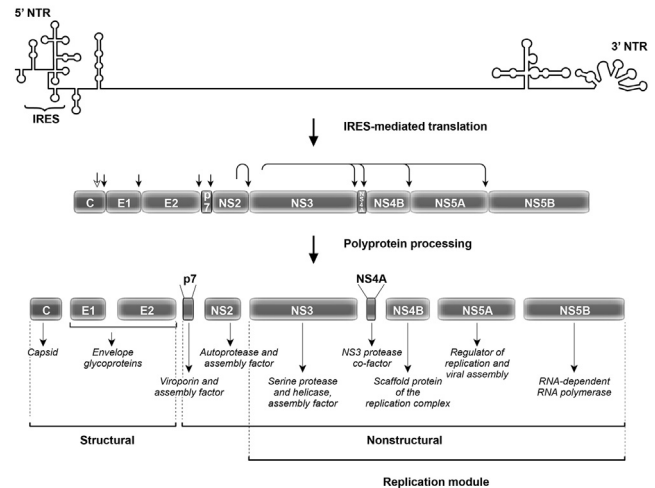 5' NTR
3' NTR
IRES
IRES-mediated translation
C E1 E2 p7 NS2 NS3 NS4A NS4B NS5A NS5B
Polyprotein processing
p7 NS4A
C E1 E2 NS2 NS3 NS4B NS5A NS5B
Capsid
Envelope
glycoproteins
Viroporin and
assembly factor
Autoprotease and
assembly factor
Serine protease
and helicase,
assembly factor
NS3 protease
co-factor
Scaffold protein
of the
replication complex
Regulator of
replication and
viral assembly
RNA-dependent
RNA polymerase
Structural
Nonstructural
Replication module